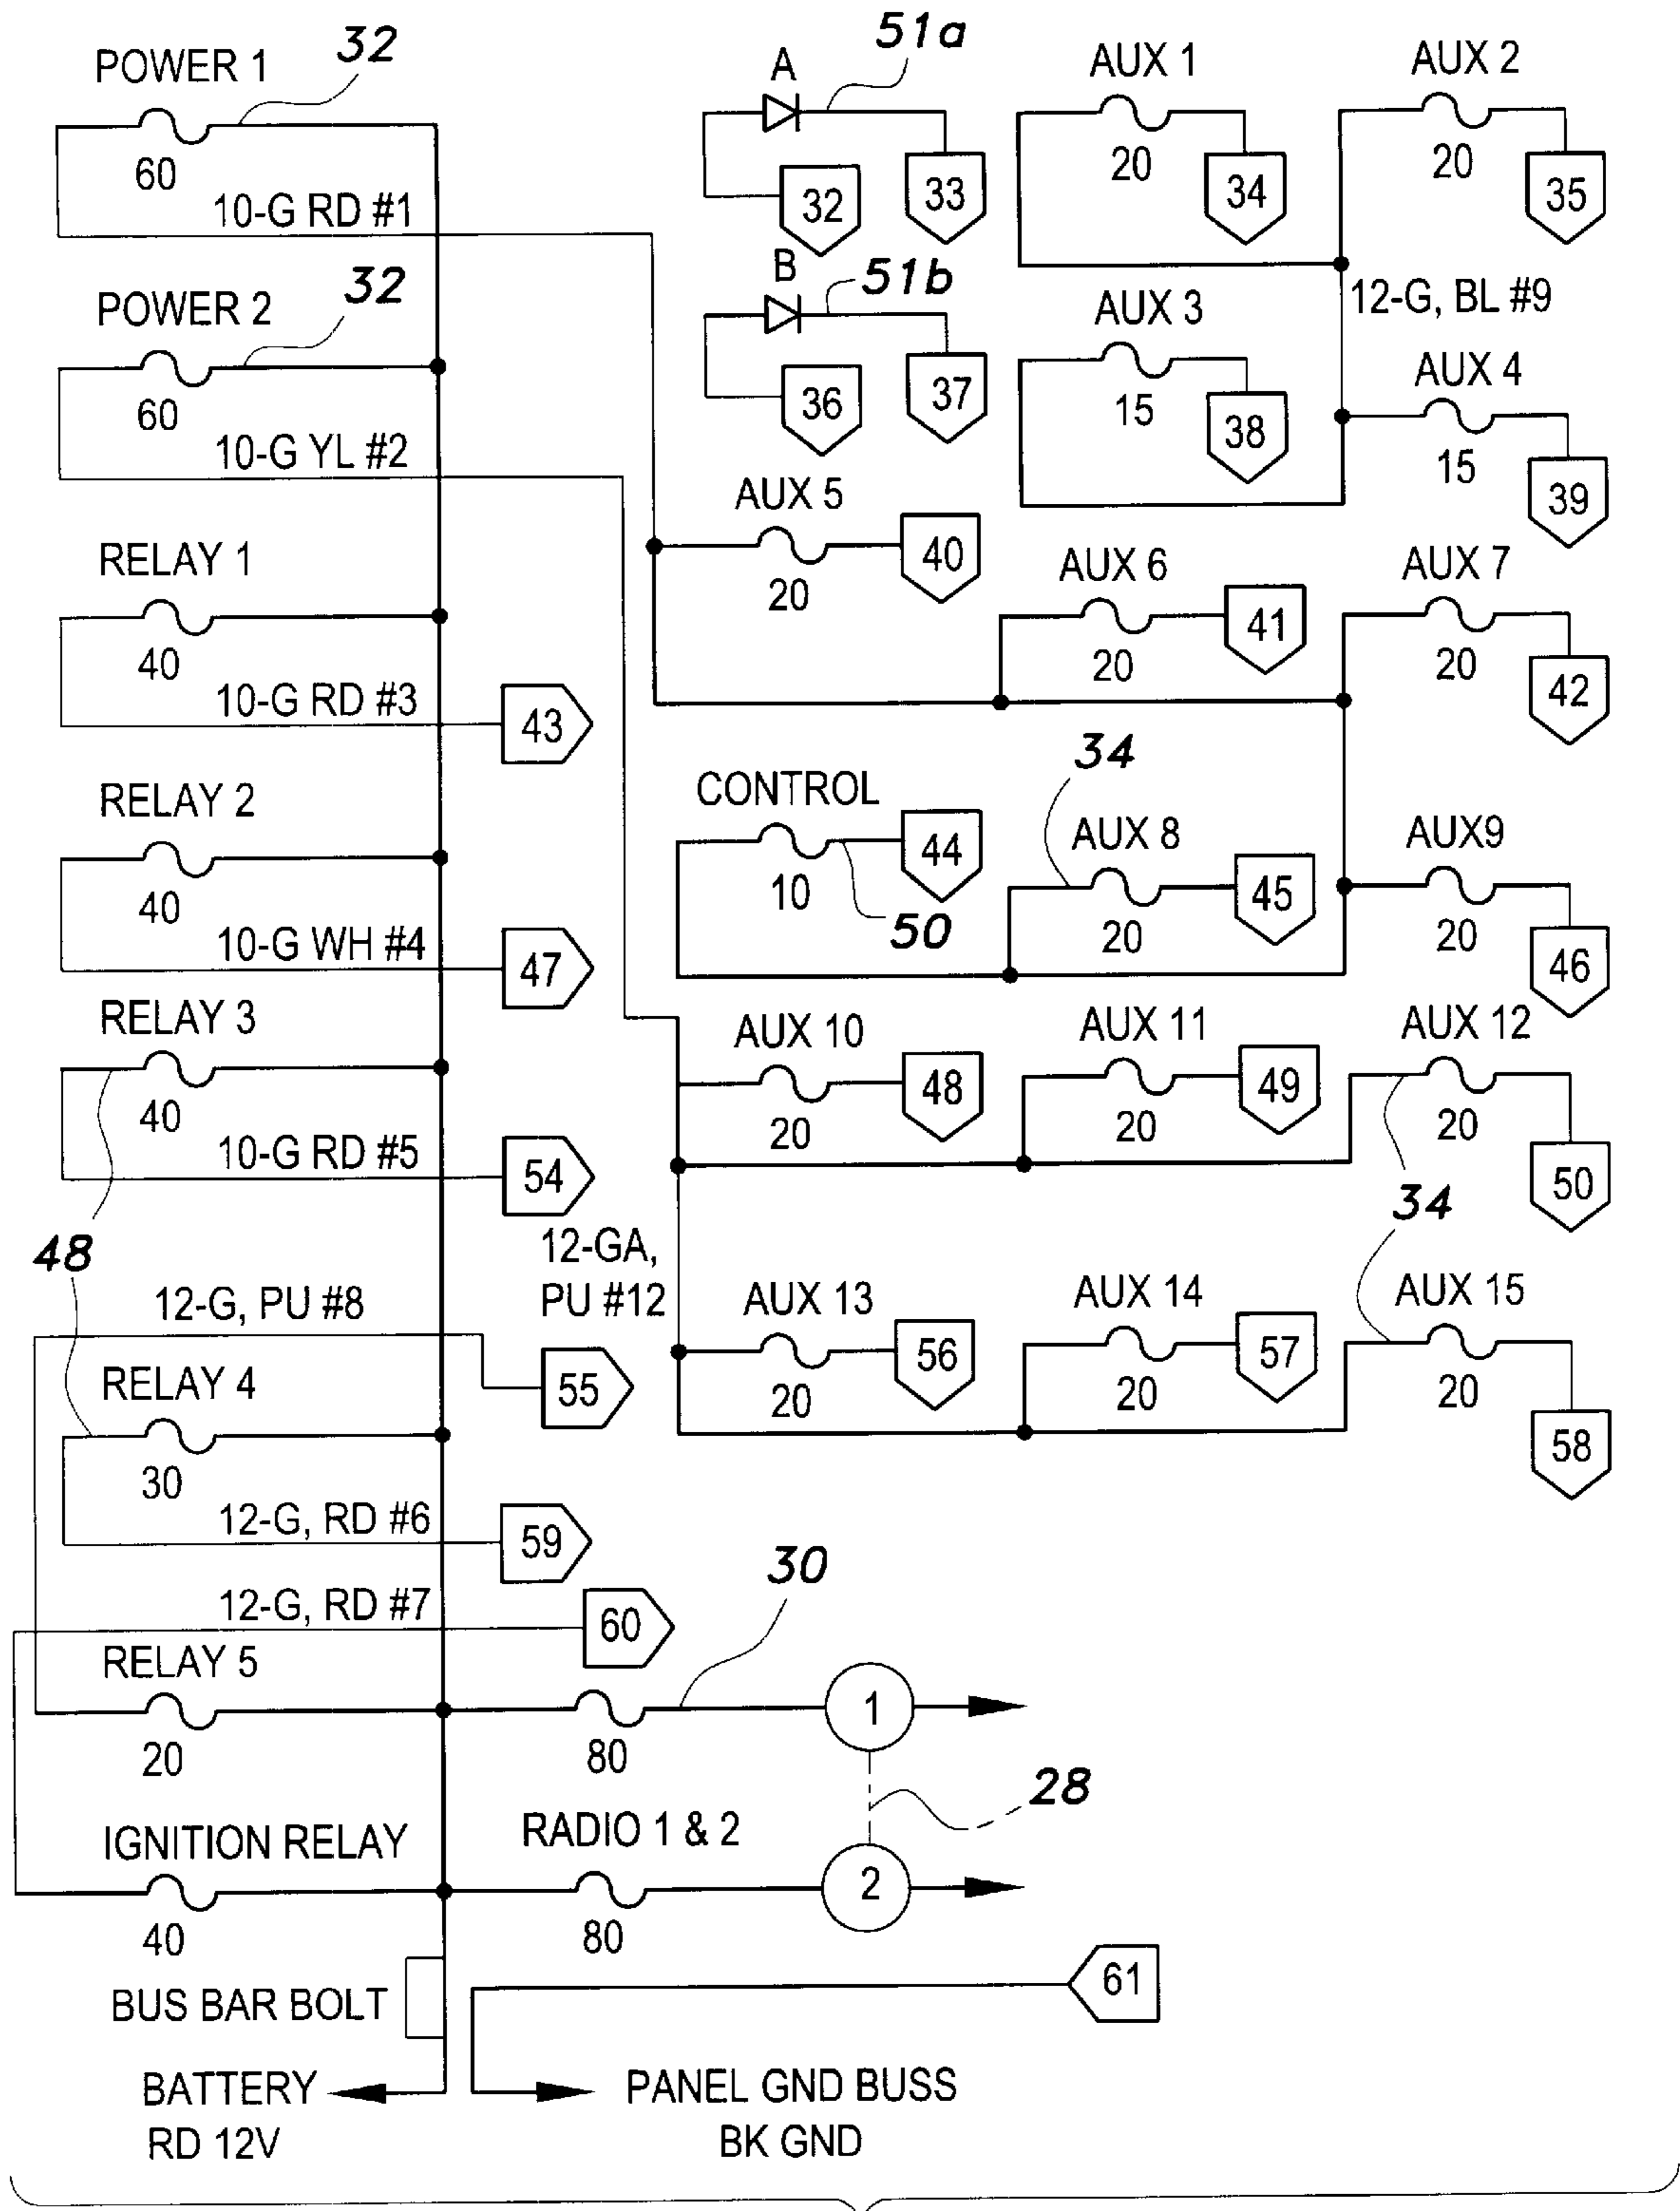 POWER 1
32
60
10-G RD #1
POWER 2
32
60
10-G YL #2
RELAY 1
40
10-G RD #3
43
RELAY 2
40
10-G WH #4
47
RELAY 3
40
10-G RD #5
54
48
12-G, PU #8
55
RELAY 4
30
12-G, RD #6
59
12-G, RD #7
60
RELAY 5
20
IGNITION RELAY
40
BUS BAR BOLT
BATTERY
RD 12V
A
51a
32
33
B
51b
36
37
AUX 1
20
34
AUX 2
20
35
12-G, BL #9
AUX 3
15
38
AUX 4
15
39
AUX 5
20
40
AUX 6
20
41
AUX 7
20
42
CONTROL
10
44
50
34
AUX 8
20
45
AUX9
20
46
AUX 10
20
48
AUX 11
20
49
AUX 12
20
50
34
12-GA,
PU #12
AUX 13
20
56
AUX 14
20
57
AUX 15
20
58
30
80
1
28
RADIO 1 & 2
80
2
61
PANEL GND BUSS
BK GND